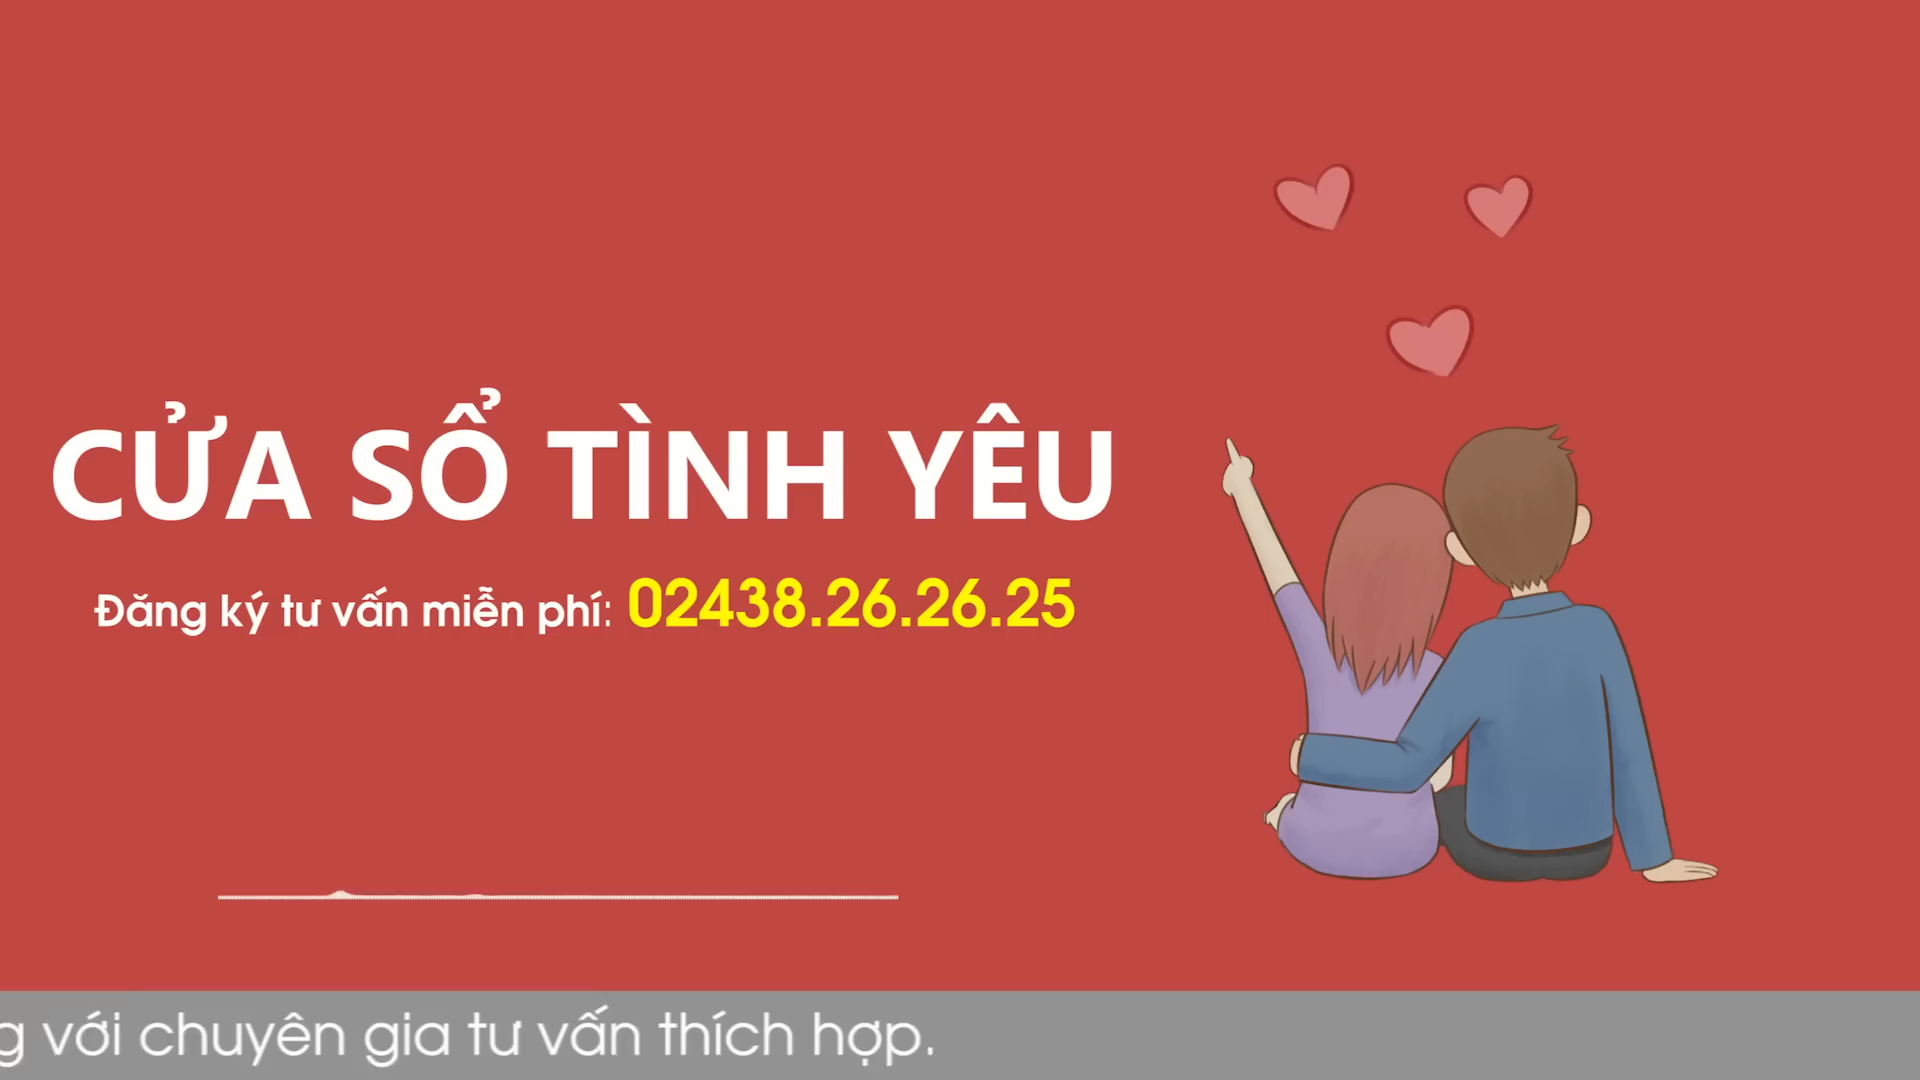 CỬA SỔ TÌNH YÊU
Đăng ký tư vấn miễn phí: 02438.26.26.25
với chuyên gia tư vấn thích hợp.